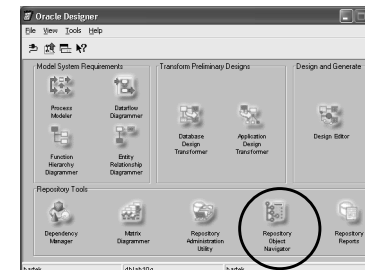 Oracle Designer
File View Tools Help
Model System Requirements
Process
Modeler
Dataflow
Diagrammer
Function
Hierarchy
Diagrammer
Entity
Relationship
Diagrammer
Transform Preliminary Designs
Database
Design
Transformer
Application
Design
Transformer
Design and Generate
Design Editor
Repository Tools
Dependency
Manager
Matrix
Diagrammer
Repository
Administration
Utility
Repository
Object
Navigator
Repository
Reports